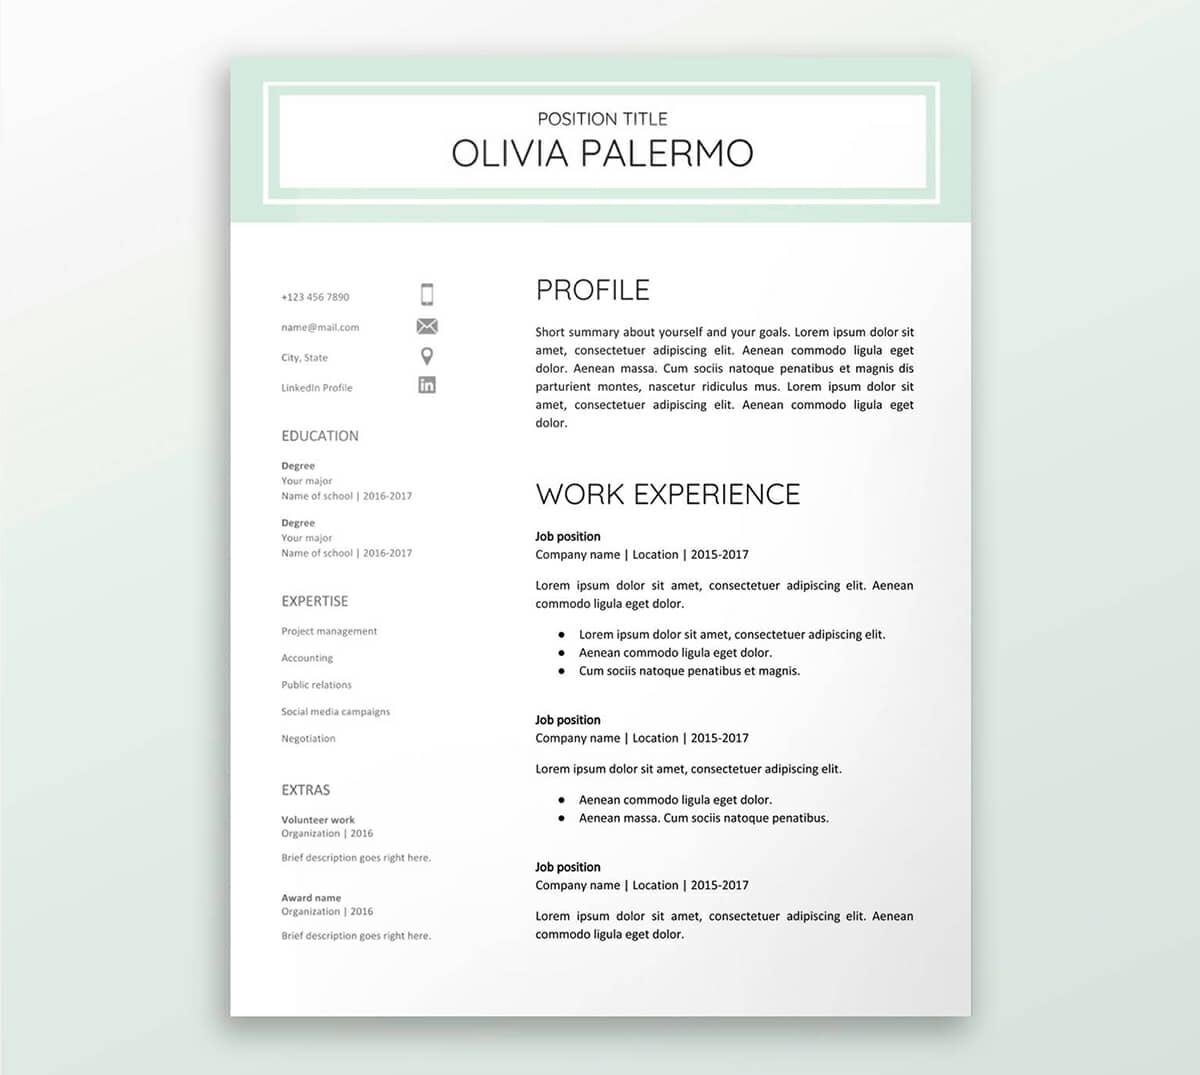 POSITION TITLE
OLIVIA PALERMO
+123 456 7890
name@mail.com
City, State
LinkedIn Profile
in
EDUCATION
Degree
Your major
Name of school | 2016-2017
Degree
Your major
Name of school | 2016-2017
EXPERTISE
Project management
Accounting
Public relations
Social media campaigns
Negotiation
EXTRAS
Volunteer work
Organization | 2016
Brief description goes right here.
Award name
Organization | 2016
Brief description goes right here.
PROFILE
Short summary about yourself and your goals. Lorem ipsum dolor sit
amet, consectetuer adipiscing elit. Aenean commodo ligula eget
dolor. Aenean massa. Cum sociis natoque penatibus et magnis dis
parturient montes, nascetur ridiculus mus. Lorem ipsum dolor sit
amet, consectetuer adipiscing elit. Aenean commodo ligula eget
dolor.
WORK EXPERIENCE
Job position
Company name | Location | 2015-2017
Lorem ipsum dolor sit amet, consectetuer adipiscing elit. Aenean
commodo ligula eget dolor.
● Lorem ipsum dolor sit amet, consectetuer adipiscing elit.
● Aenean commodo ligula eget dolor.
● Cum sociis natoque penatibus et magnis.
Job position
Company name | Location | 2015-2017
Lorem ipsum dolor sit amet, consectetuer adipiscing elit.
● Aenean commodo ligula eget dolor.
● Aenean massa. Cum sociis natoque penatibus.
Job position
Company name | Location | 2015-2017
Lorem ipsum dolor sit amet, consectetuer adipiscing elit. Aenean
commodo ligula eget dolor.